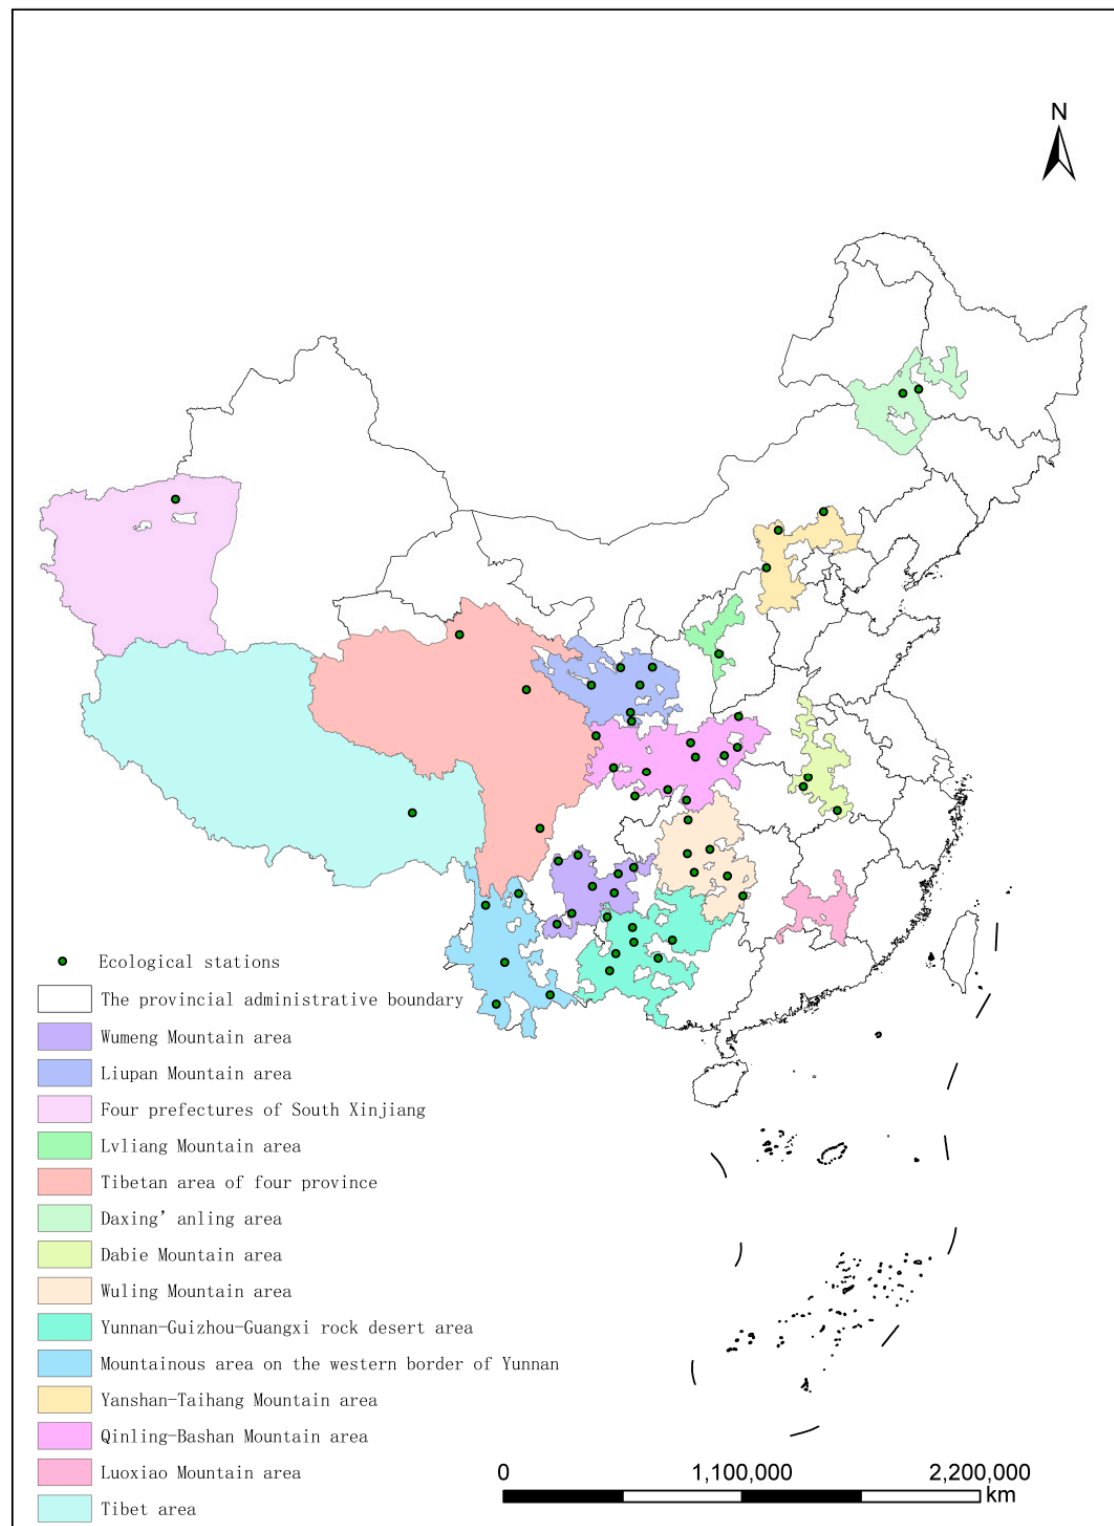 N
Ecological stations
The provincial administrative boundary
Wumeng Mountain area
Liupan Mountain area
Four prefectures of South Xinjiang
Lvliang Mountain area
Tibetan area of four province
Daxing’anling area
Dabie Mountain area
Wuling Mountain area
Yunnan-Guizhou-Guangxi rock desert area
Mountainous area on the western border of Yunnan
Yanshan-Taihang Mountain area
Qinling-Bashan Mountain area
Luoxiao Mountain area
Tibet area
0 1,100,000 2,200,000
km